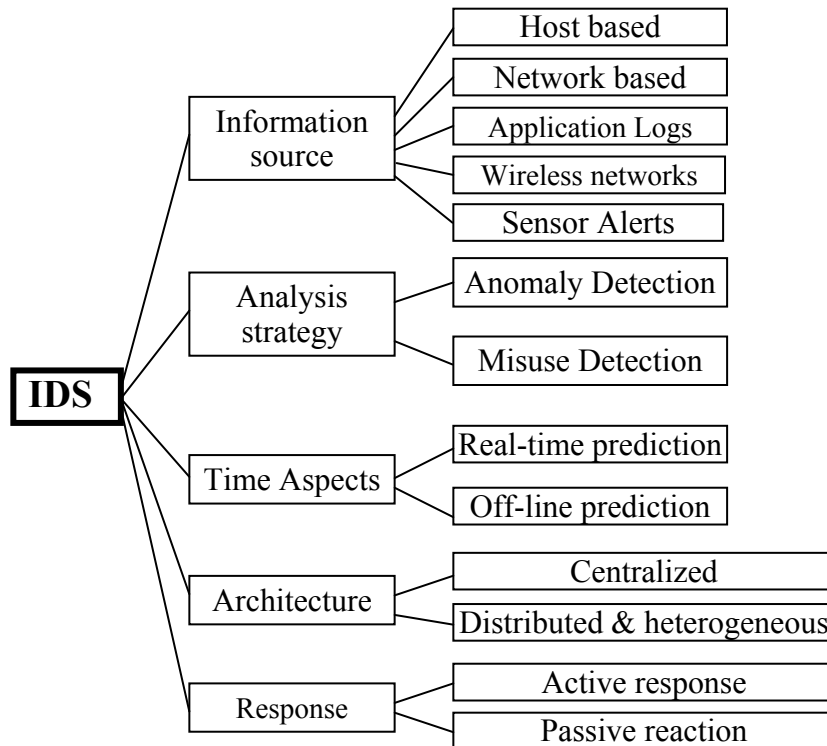 IDS
Information
source
Host based
Network based
Application Logs
Wireless networks
Sensor Alerts
Analysis
strategy
Anomaly Detection
Misuse Detection
Time Aspects
Real-time prediction
Off-line prediction
Architecture
Centralized
Distributed & heterogeneous
Response
Active response
Passive reaction